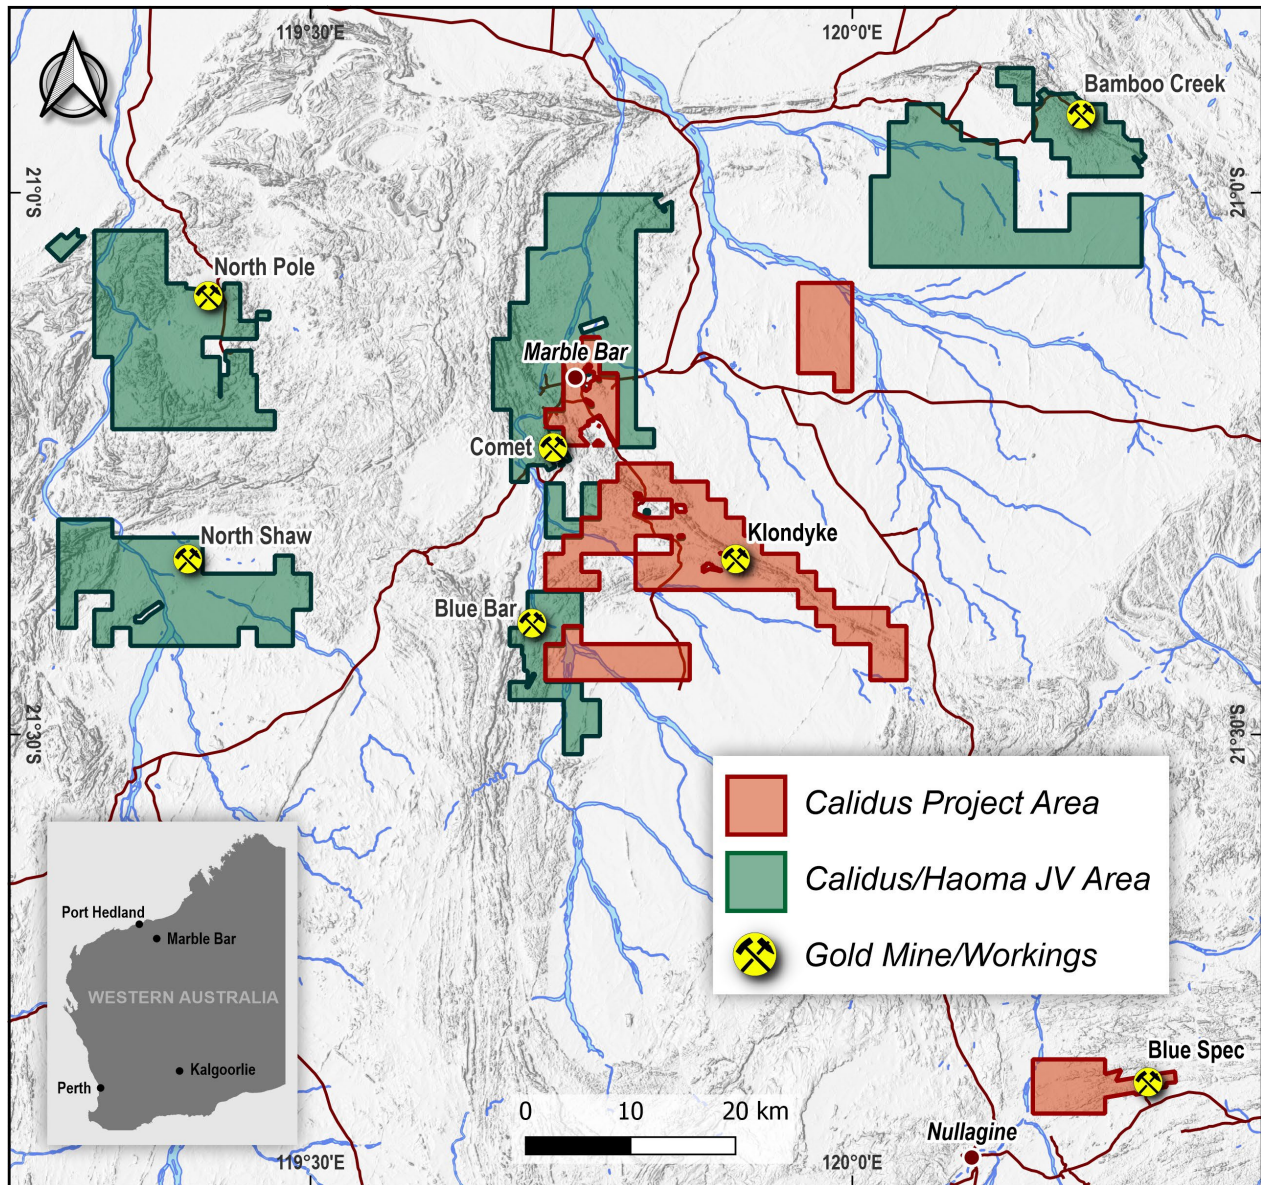 119°30'E
120°0'E
Bamboo Creek
21°0'S
21°0'S
North Pole
Marble Bar
Comet
North Shaw
Klondyke
Blue Bar
21°30'S
21°30'S
Calidus Project Area
Calidus/Haoma JV Area
Gold Mine/Workings
Port Hedland
Marble Bar
WESTERN AUSTRALIA
Kalgoorlie
Perth
Blue Spec
0 10 20 km
Nullagine
119°30'E
120°0'E